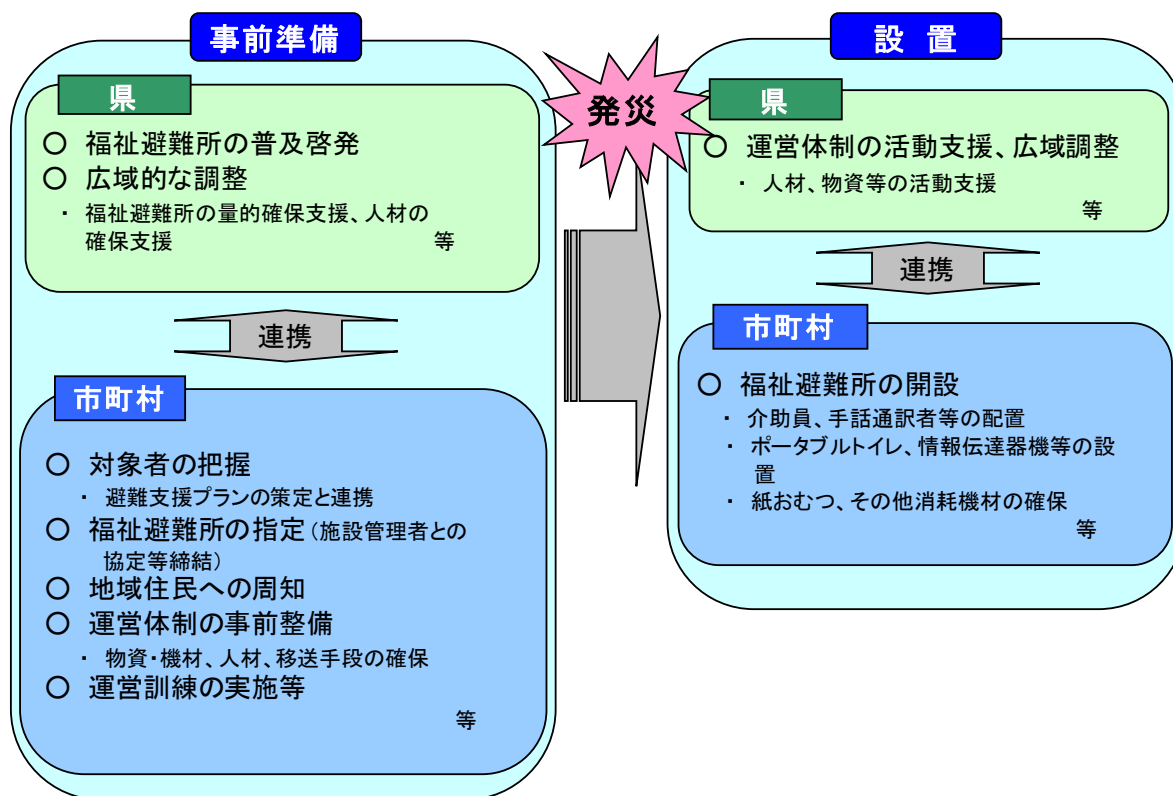 事前準備
県
○ 福祉避難所の普及啓発
○ 広域的な調整
・ 福祉避難所の量的確保支援、人材の
確保支援 等
連携
市町村
○ 対象者の把握
・ 避難支援プランの策定と連携
○ 福祉避難所の指定(施設管理者との
協定等締結)
○ 地域住民への周知
○ 運営体制の事前整備
・ 物資・機材、人材、移送手段の確保
○ 運営訓練の実施等
等
発災
設 置
県
○ 運営体制の活動支援、広域調整
・ 人材、物資等の活動支援
等
連携
市町村
○ 福祉避難所の開設
・ 介助員、手話通訳者等の配置
・ ポータブルトイレ、情報伝達器機等の設
置
・ 紙おむつ、その他消耗機材の確保
等